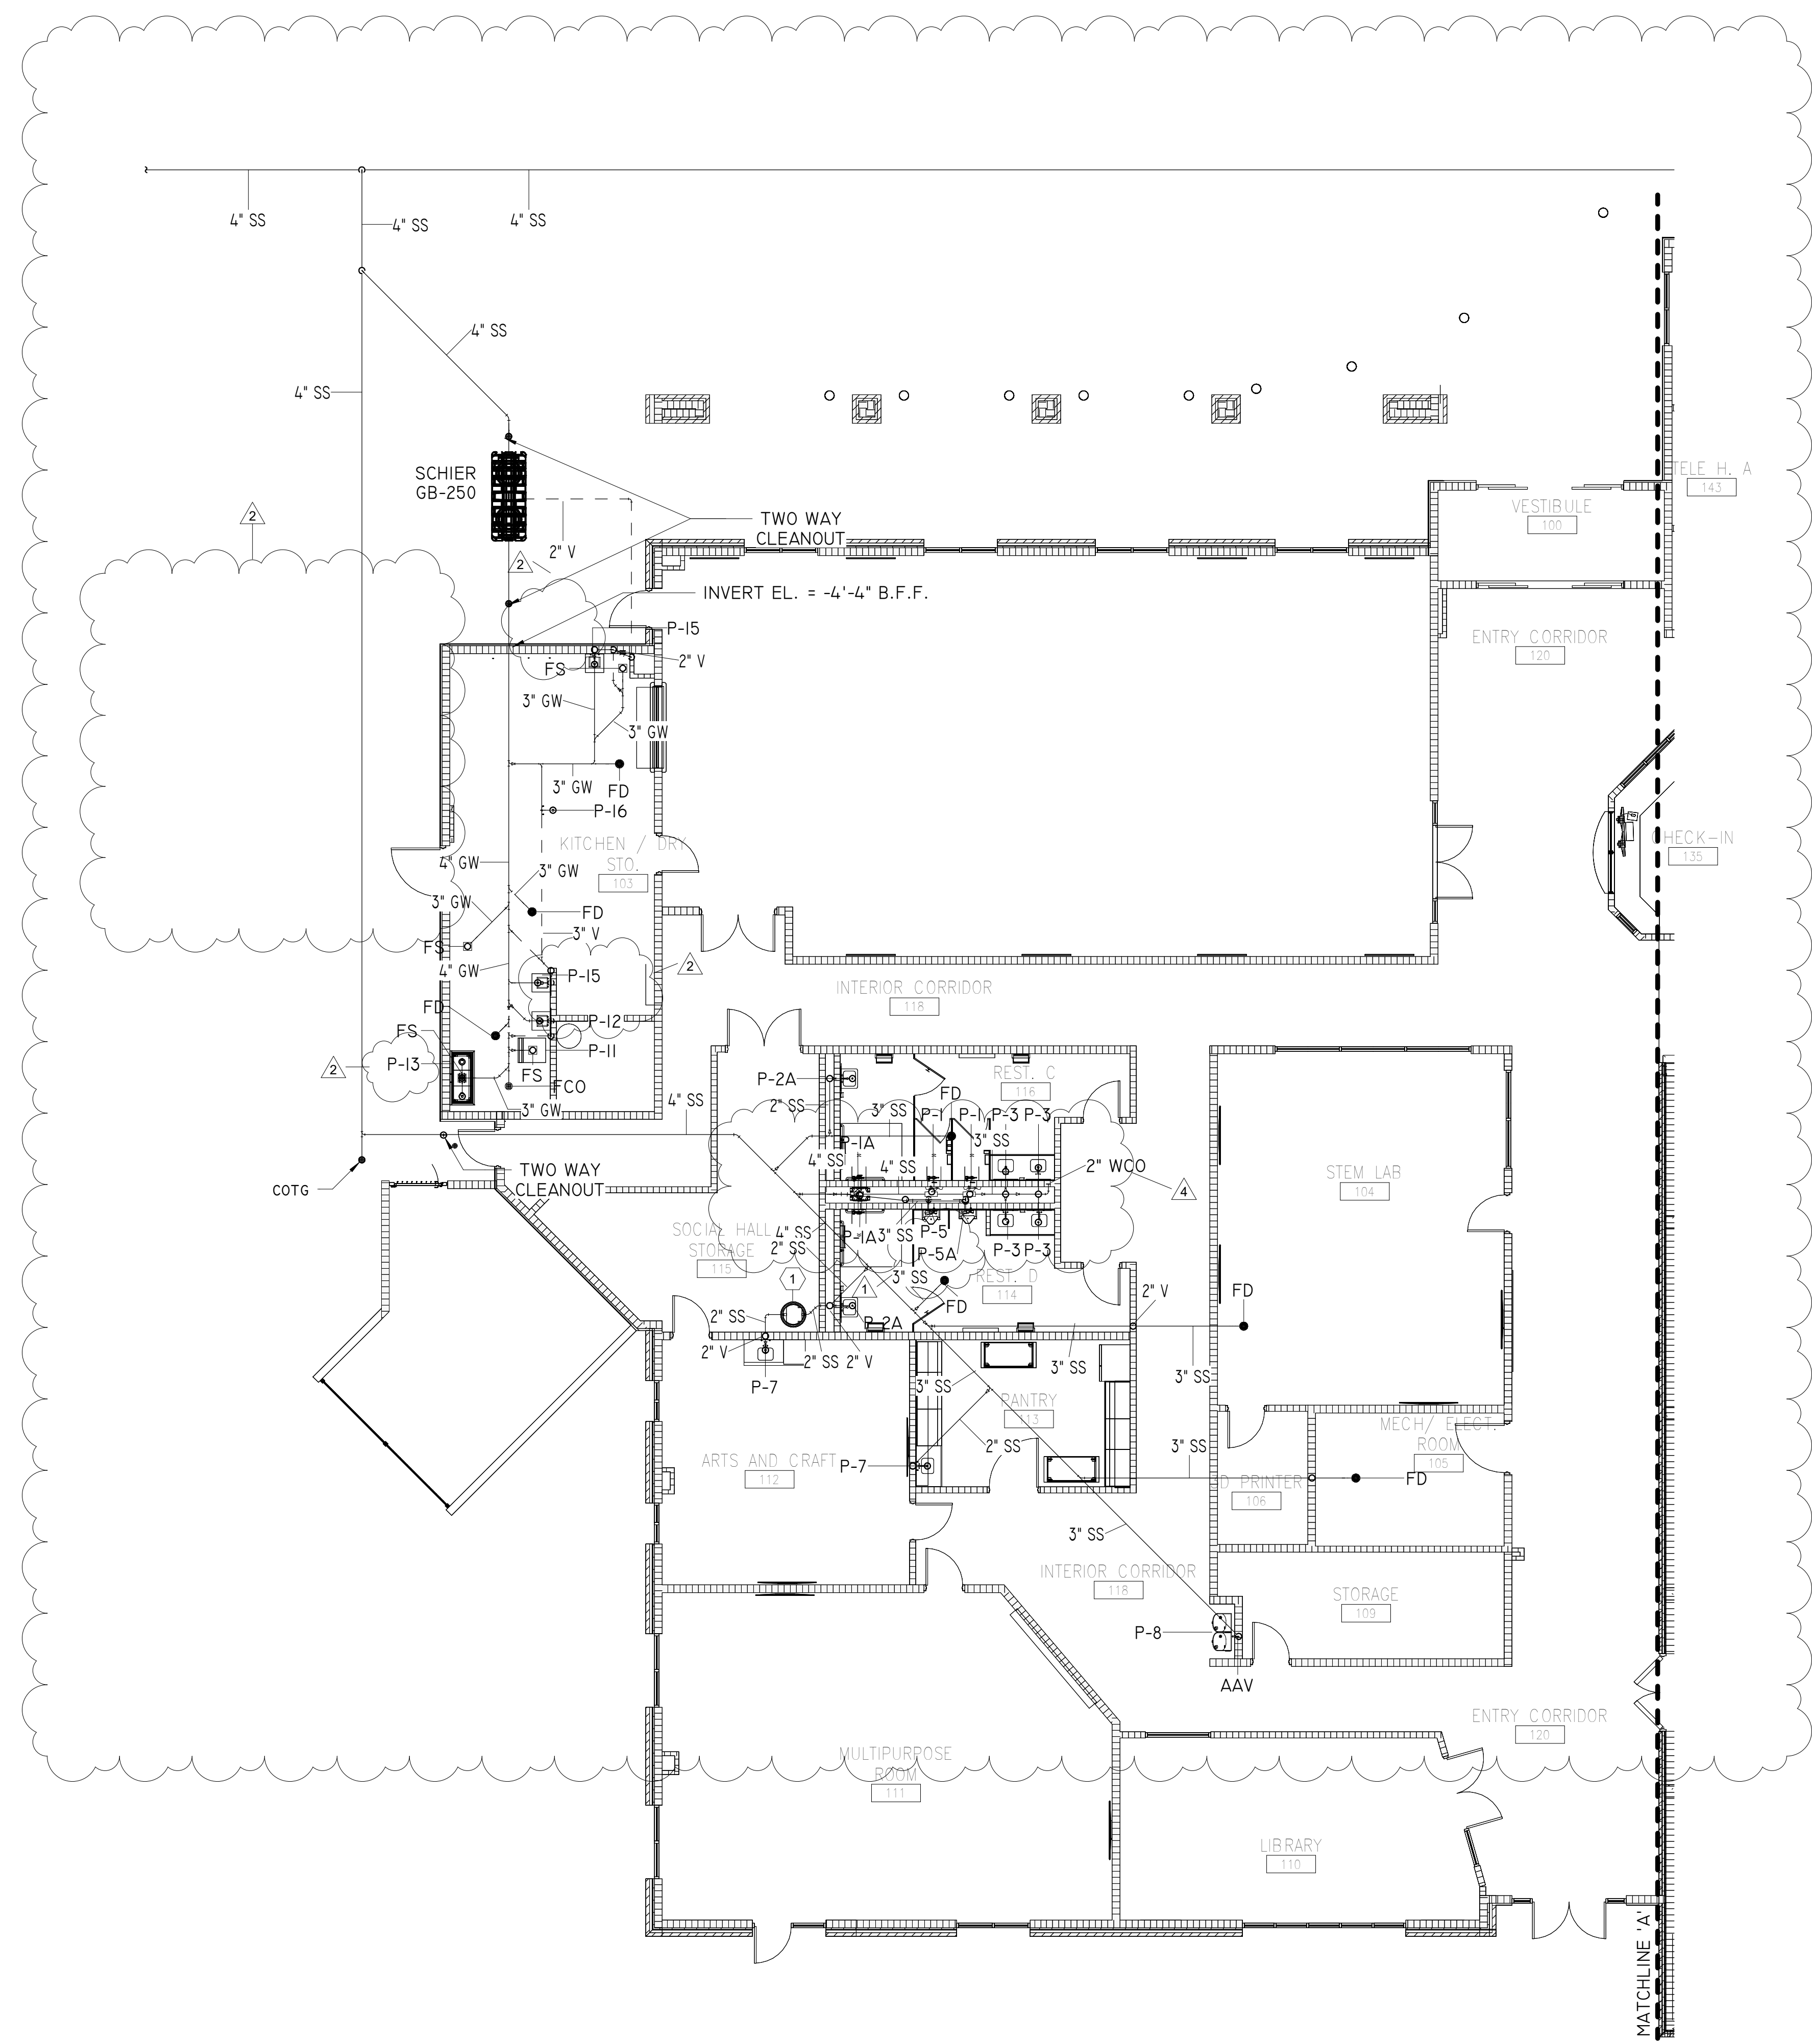 4" SS
4" SS
4" SS
4" SS
4" SS
SCHIER
GB-250
2
2" V
TWO WAY
CLEANOUT
2
INVERT EL. = -4'-4" B.F.F.
TELE H. A
143
VESTIBULE
100
ENTRY CORRIDOR
120
P-15
FS
2" V
3" GW
3" GW
3" GW
FD
P-16
KITCHEN / DRY
STO.
103
CHECK-IN
135
4" GW
3" GW
3" GW
FD
3" V
FS
4" GW
P-15
2
INTERIOR CORRIDOR
118
FD
FS
P-12
P-11
P-13
2
FS
FCO
3" GW
4" SS
P-2A
2" SS
REST. C
116
FD
3" SS
P-1
P-1
P-3
P-3
3" SS
P-1A
4" SS
4" SS
2" WCO
4
STEM LAB
104
COTG
TWO WAY
CLEANOUT
SOCIAL HALL
STORAGE
115
4" SS
2" SS
P-1A
3" SS
P-5
P-5A
P-3
P-3
3" SS
1
1
REST. D
114
FD
2" V
FD
2" SS
P-2A
2" V
2" SS
2" V
P-7
3" SS
3" SS
3" SS
PANTRY
113
2" SS
3" SS
MECH/ ELECT.
ROOM
105
ARTS AND CRAFT
112
P-7
3D PRINTER
106
FD
3" SS
INTERIOR CORRIDOR
118
STORAGE
109
P-8
AAV
ENTRY CORRIDOR
120
MULTIPURPOSE
ROOM
111
LIBRARY
110
MATCHLINE 'A'